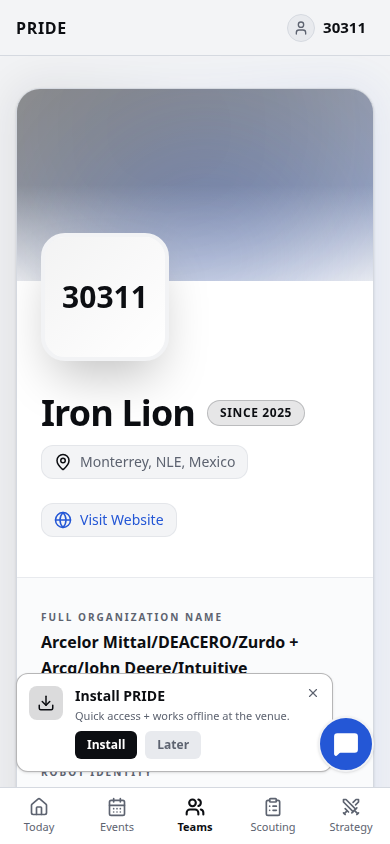 PRIDE
30311
30311
Iron Lion
SINCE 2025
Monterrey, NLE, Mexico
Visit Website
FULL ORGANIZATION NAME
Arcelor Mittal/DEACERO/Zurdo +
Arca/John Deere/Intuitive
Install PRIDE
Quick access + works offline at the venue.
Install Later
ROBOT IDENTITY
Today Events Teams Scouting Strategy